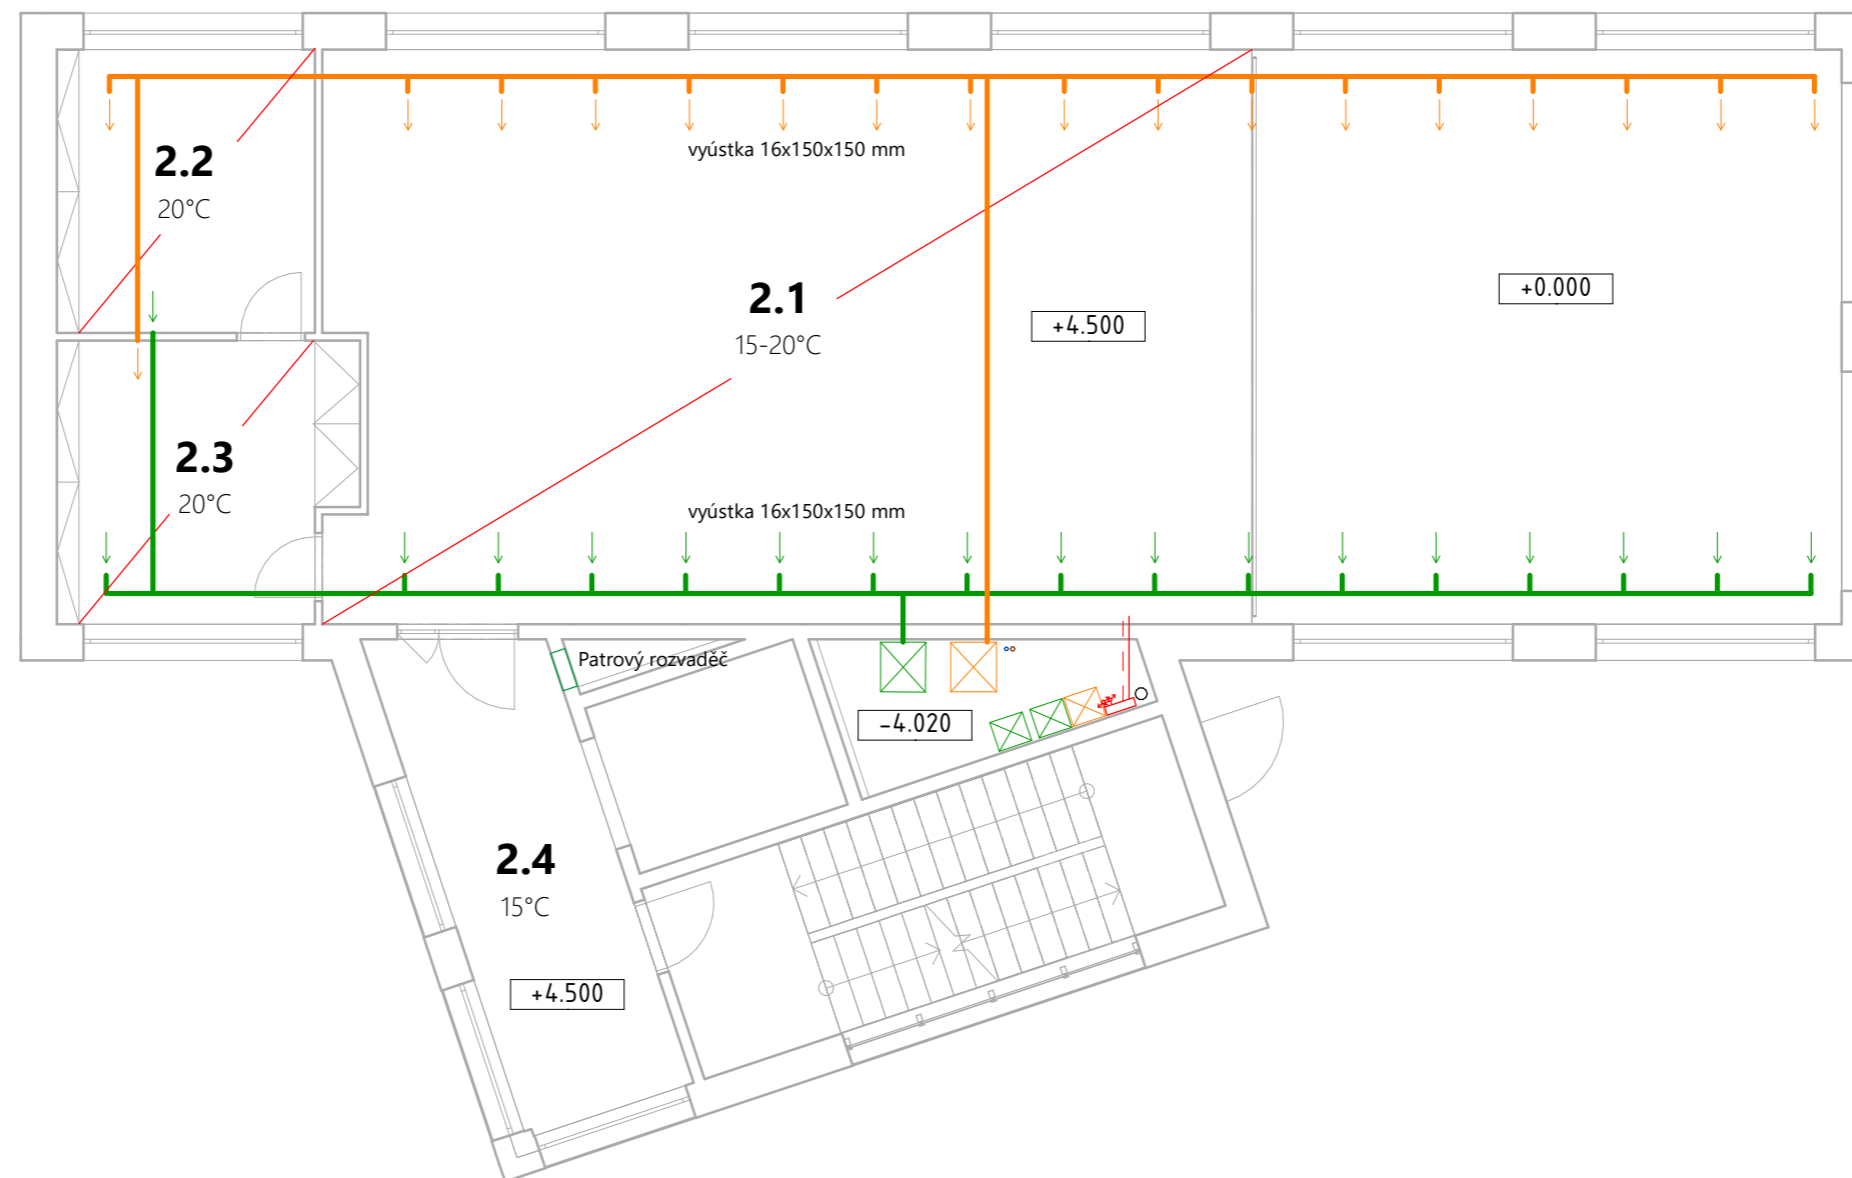 vyústka 16x150x150 mm
2.2
20°C
2.1
15-20°C
+4.500
+0.000
2.3
20°C
vyústka 16x150x150 mm
Patrový rozvaděč
-4.020
2.4
15°C
+4.500